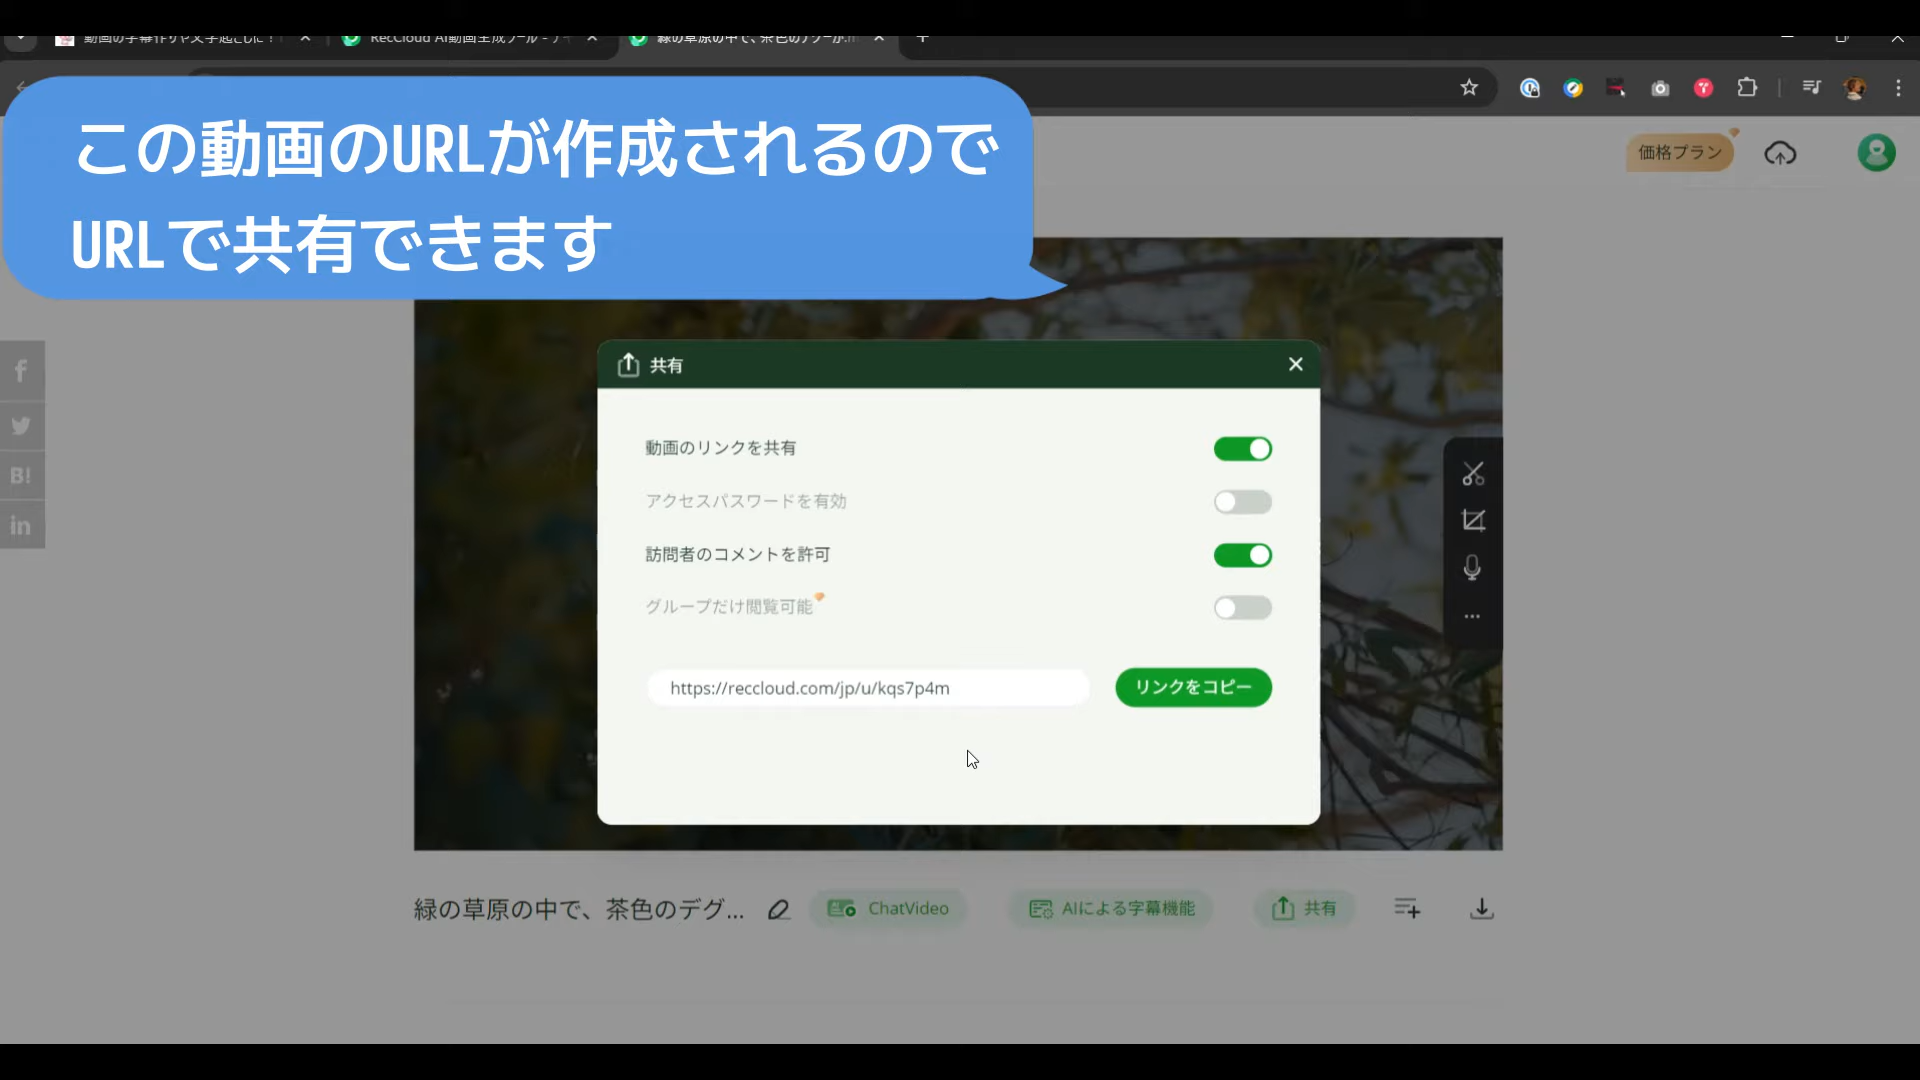 この動画のURLが作成されるので
URLで共有できます
価格プラン
共有
動画のリンクを共有
アクセスパスワードを有効
訪問者のコメントを許可
グループだけ閲覧可能
https://reccloud.com/jp/u/kqs7p4m
リンクをコピー
B!
緑の草原の中で、茶色のデグ...
ChatVideo
AIによる字幕機能
共有